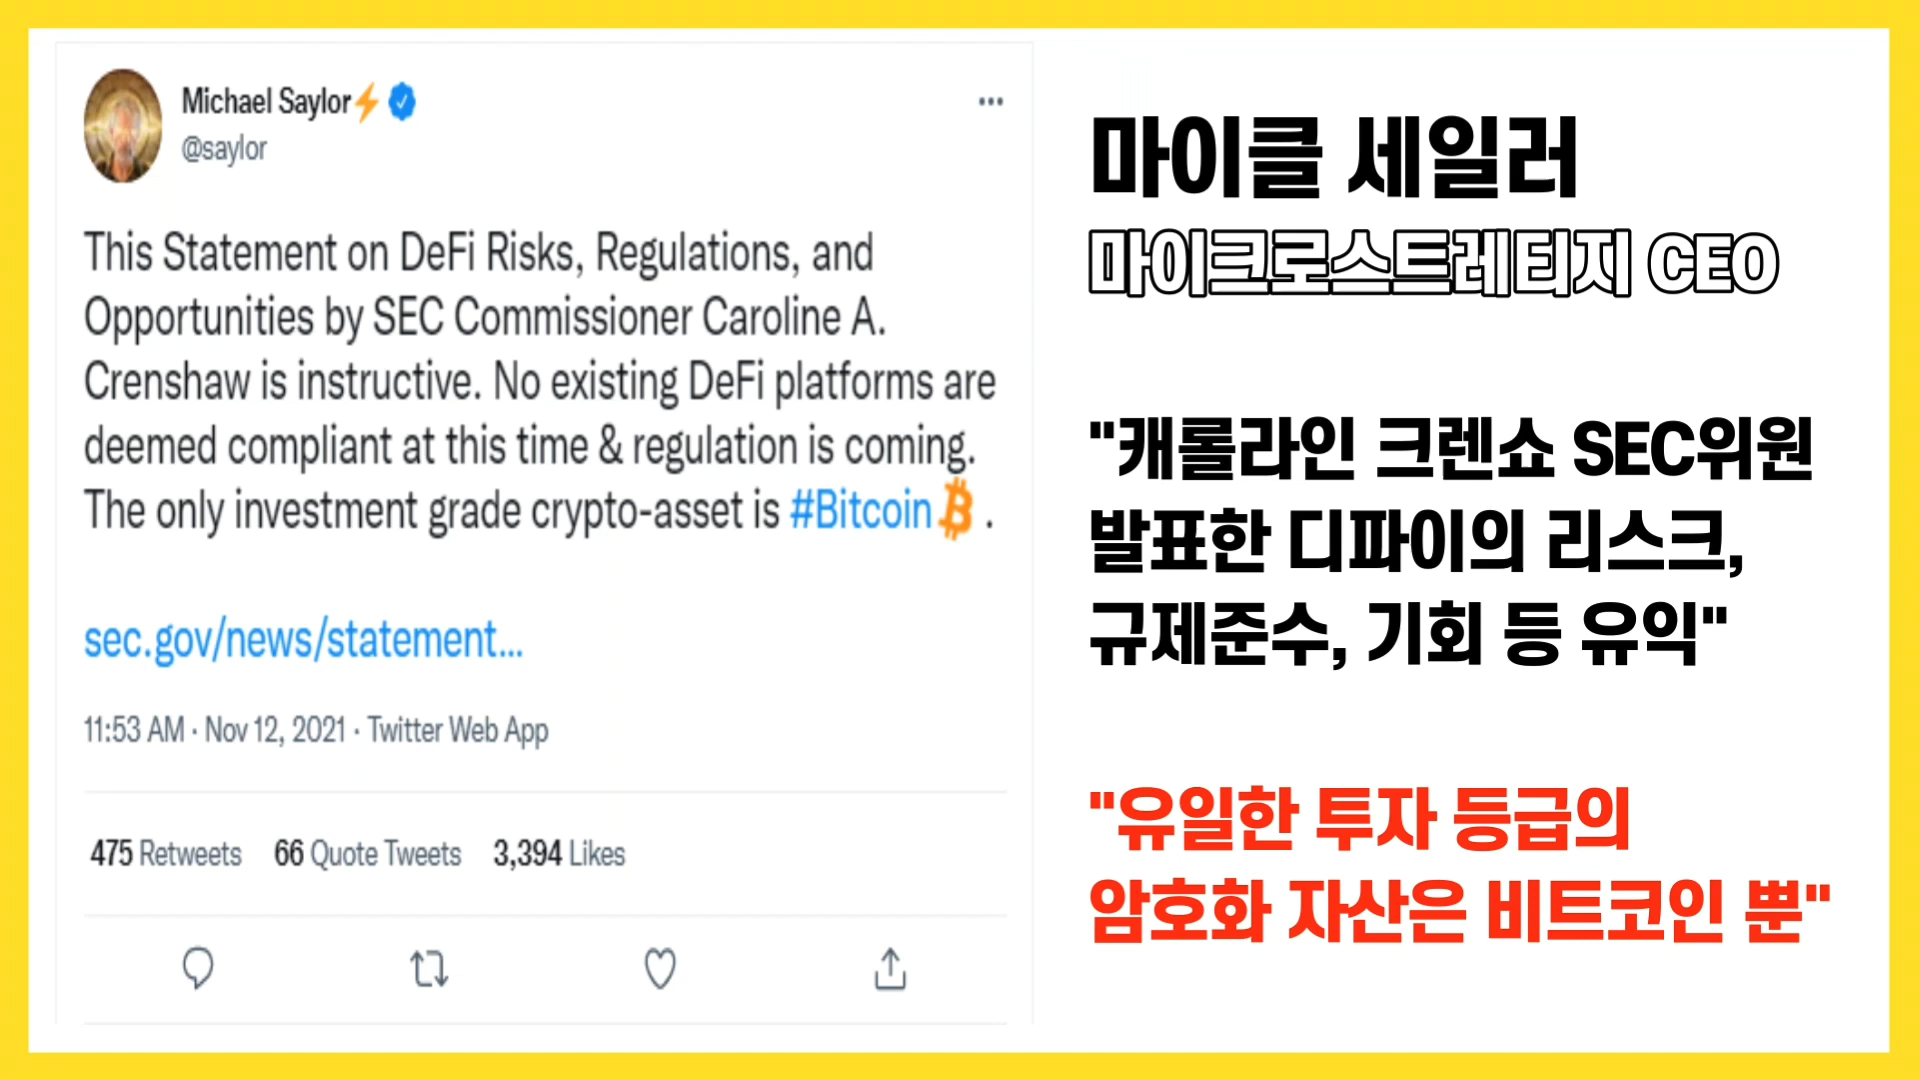 Michael Saylor⚡
@saylor
This Statement on DeFi Risks, Regulations, and
Opportunities by SEC Commissioner Caroline A.
Crenshaw is instructive. No existing DeFi platforms are
deemed compliant at this time & regulation is coming.
The only investment grade crypto-asset is #Bitcoin₿ .
sec.gov/news/statement...
11:53 AM · Nov 12, 2021 · Twitter Web App
475 Retweets 66 Quote Tweets 3,394 Likes
마이클 세일러
마이크로스트레티지 CEO
"캐롤라인 크렌쇼 SEC위원
발표한 디파이의 리스크,
규제준수, 기회 등 유익"
"유일한 투자 등급의
암호화 자산은 비트코인 뿐"